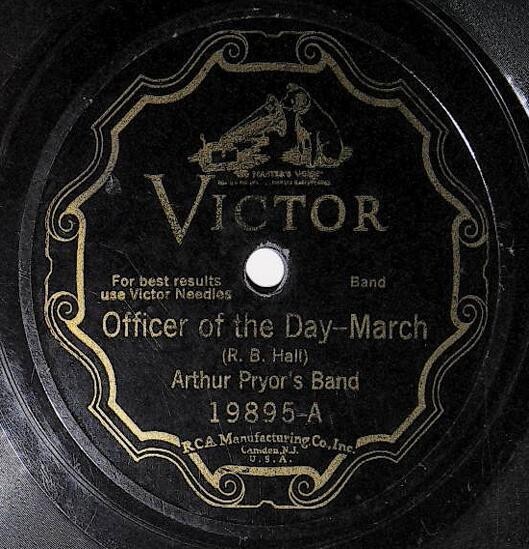 "HIS MASTER'S VOICE"
VICTOR
For best results
use Victor Needles
Band
Officer of the Day–March
(R. B. Hall)
Arthur Pryor's Band
19895-A
RCA Manufacturing Co., Inc.
Camden, N.J.
U.S.A.